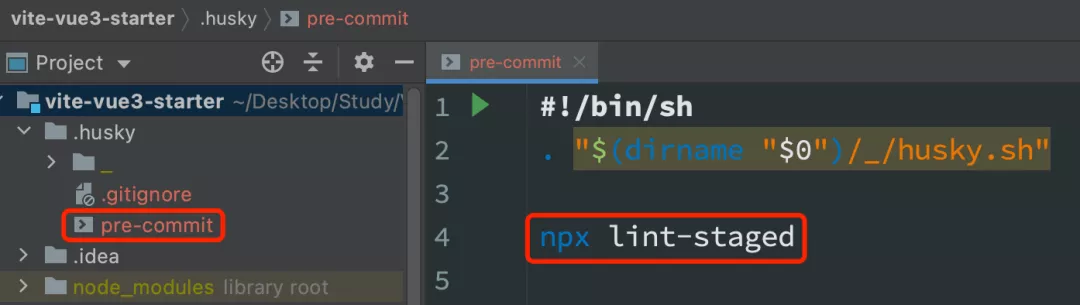 vite-vue3-starter .husky pre-commit
Project
vite-vue3-starter ~/Desktop/Study/
.husky
_
.gitignore
pre-commit
.idea
node_modules library root
pre-commit
1 #!/bin/sh
2 . "$(dirname "$0")/_/husky.sh"
3
4 npx lint-staged
5